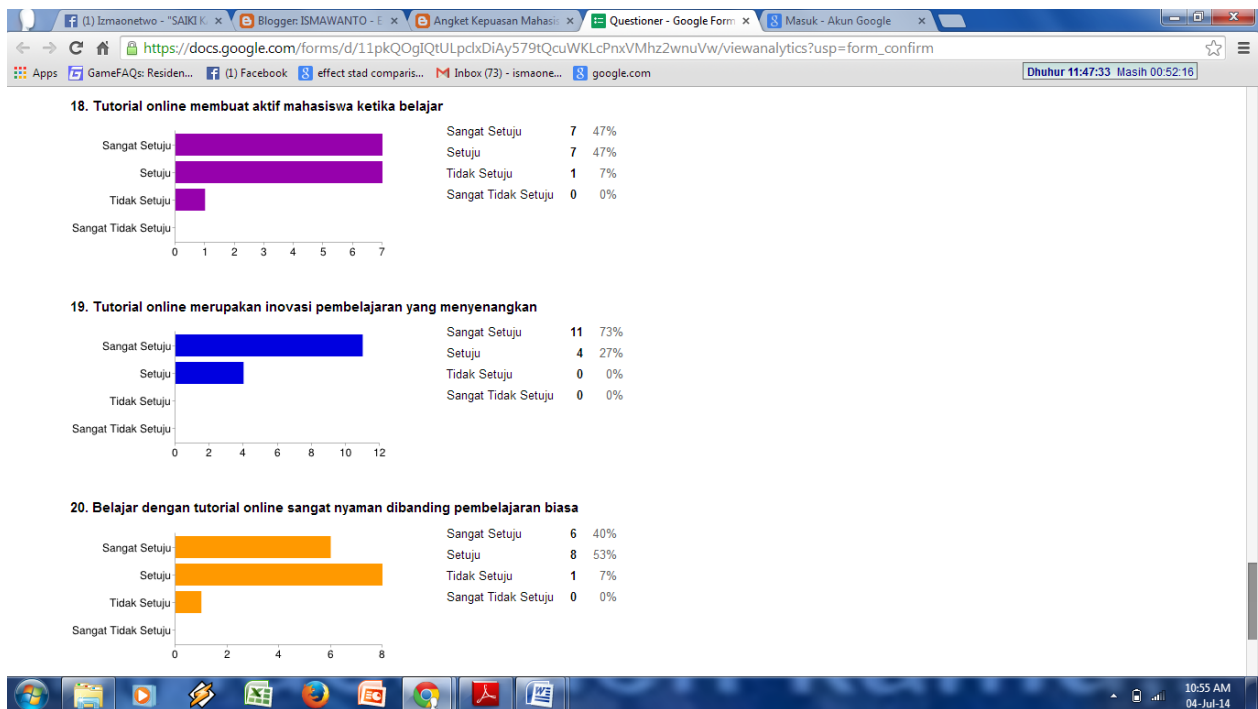 (1) Izmaonetwo - "SAIKI K. × Blogger: ISMAWANTO - E × Angket Kepuasan Mahasis × Questioner - Google Form × Masuk - Akun Google ×
https://docs.google.com/forms/d/11pkQOgIQtULpclxDiAy579tQcuWKLcPnxVMhz2wnuVw/viewanalytics?usp=form_confirm
Apps GameFAQs: Residen... (1) Facebook effect stad comparis... Inbox (73) - ismaone... google.com Dhuhur 11:47:33 Masih 00:52:16
18. Tutorial online membuat aktif mahasiswa ketika belajar
Sangat Setuju
Setuju
Tidak Setuju
Sangat Tidak Setuju
0 1 2 3 4 5 6 7
Sangat Setuju 7 47%
Setuju 7 47%
Tidak Setuju 1 7%
Sangat Tidak Setuju 0 0%
19. Tutorial online merupakan inovasi pembelajaran yang menyenangkan
Sangat Setuju
Setuju
Tidak Setuju
Sangat Tidak Setuju
0 2 4 6 8 10 12
Sangat Setuju 11 73%
Setuju 4 27%
Tidak Setuju 0 0%
Sangat Tidak Setuju 0 0%
20. Belajar dengan tutorial online sangat nyaman dibanding pembelajaran biasa
Sangat Setuju
Setuju
Tidak Setuju
Sangat Tidak Setuju
0 2 4 6 8
Sangat Setuju 6 40%
Setuju 8 53%
Tidak Setuju 1 7%
Sangat Tidak Setuju 0 0%
10:55 AM
04-Jul-14